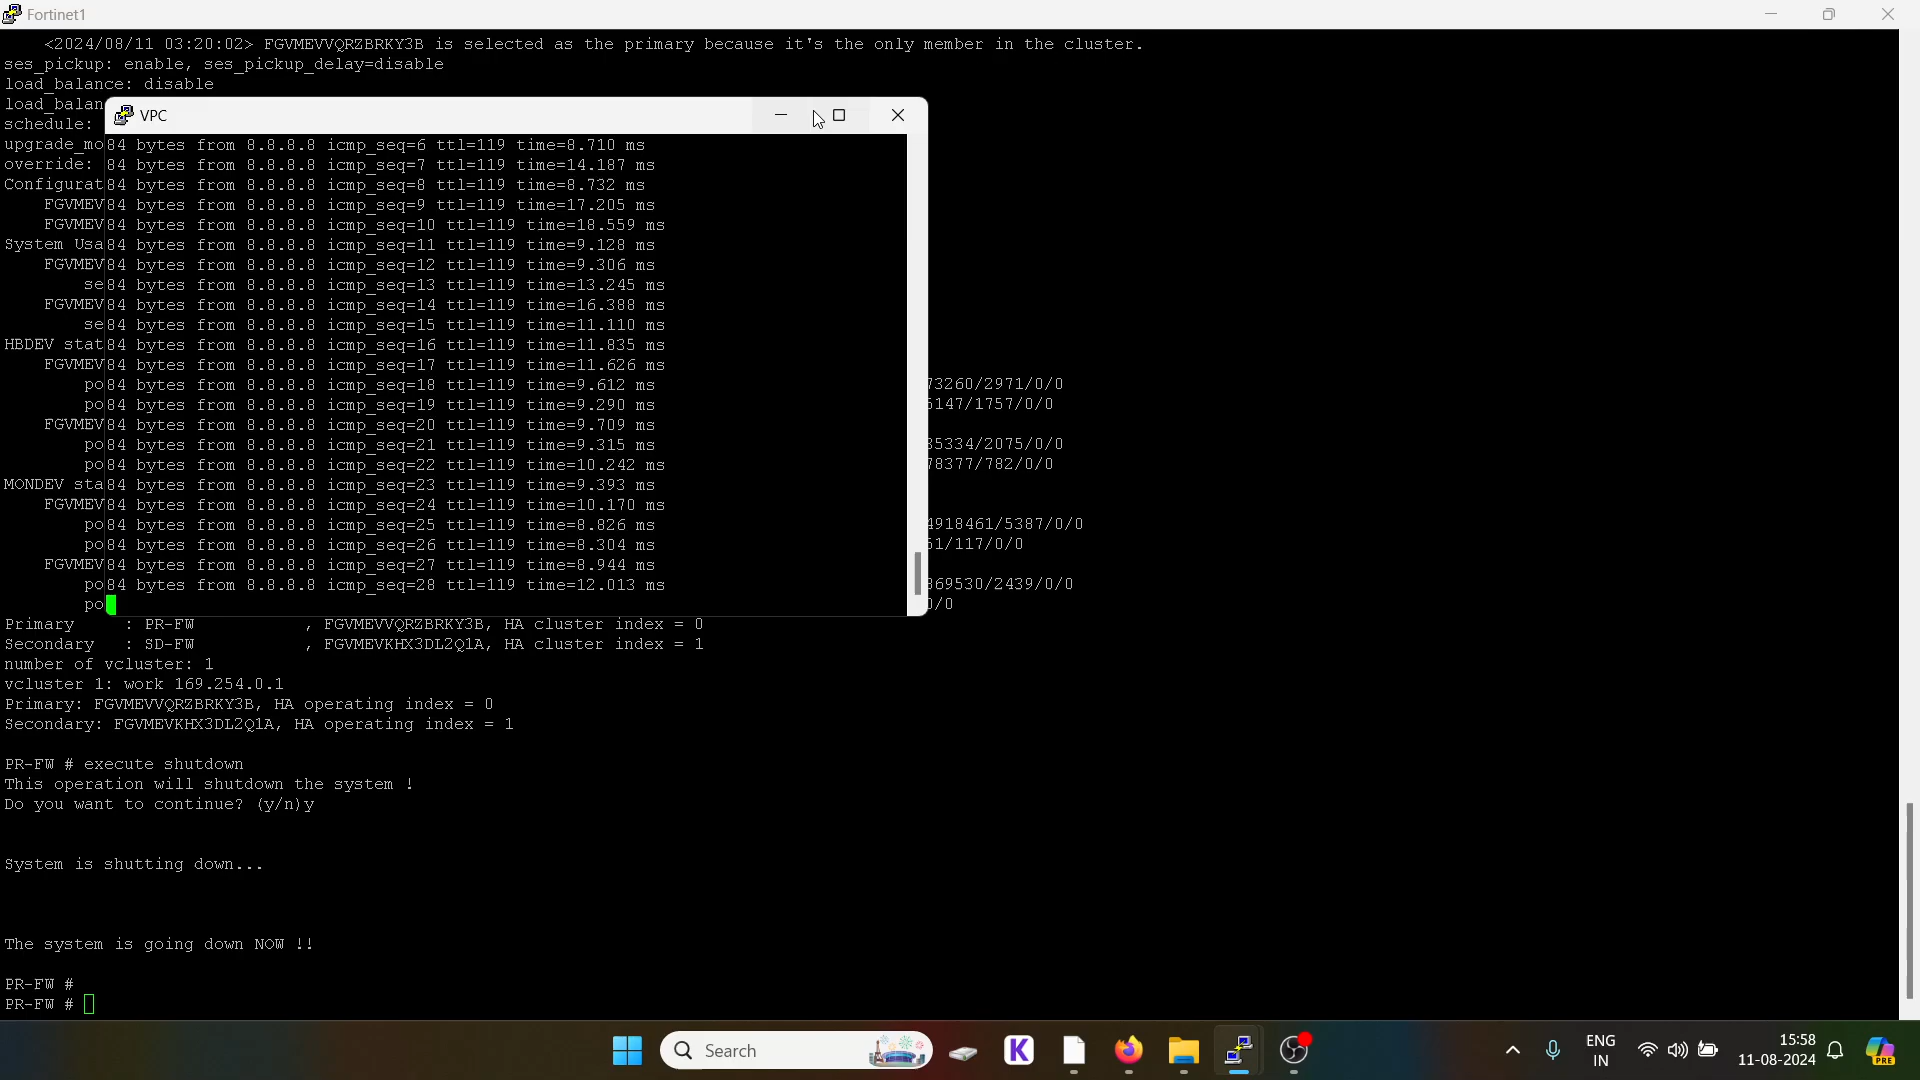 Fortinet1
<2024/08/11 03:20:02> FGVMEVVQRZBRKY3B is selected as the primary because it's the only member in the cluster.
ses_pickup: enable, ses_pickup_delay=disable
load_balance: disable
load_balan
VPC
schedule:
upgrade_mo
84 bytes from 8.8.8.8 icmp_seq=6 ttl=119 time=8.710 ms
override:
84 bytes from 8.8.8.8 icmp_seq=7 ttl=119 time=14.187 ms
Configurat
84 bytes from 8.8.8.8 icmp_seq=8 ttl=119 time=8.732 ms
FGVMEV
84 bytes from 8.8.8.8 icmp_seq=9 ttl=119 time=17.205 ms
FGVMEV
84 bytes from 8.8.8.8 icmp_seq=10 ttl=119 time=18.559 ms
System Usa
84 bytes from 8.8.8.8 icmp_seq=11 ttl=119 time=9.128 ms
FGVMEV
84 bytes from 8.8.8.8 icmp_seq=12 ttl=119 time=9.306 ms
se
84 bytes from 8.8.8.8 icmp_seq=13 ttl=119 time=13.245 ms
FGVMEV
84 bytes from 8.8.8.8 icmp_seq=14 ttl=119 time=16.388 ms
se
84 bytes from 8.8.8.8 icmp_seq=15 ttl=119 time=11.110 ms
HBDEV stat
84 bytes from 8.8.8.8 icmp_seq=16 ttl=119 time=11.835 ms
FGVMEV
84 bytes from 8.8.8.8 icmp_seq=17 ttl=119 time=11.626 ms
po
84 bytes from 8.8.8.8 icmp_seq=18 ttl=119 time=9.612 ms
73260/2971/0/0
po
84 bytes from 8.8.8.8 icmp_seq=19 ttl=119 time=9.290 ms
5147/1757/0/0
FGVMEV
84 bytes from 8.8.8.8 icmp_seq=20 ttl=119 time=9.709 ms
po
84 bytes from 8.8.8.8 icmp_seq=21 ttl=119 time=9.315 ms
35334/2075/0/0
po
84 bytes from 8.8.8.8 icmp_seq=22 ttl=119 time=10.242 ms
78377/782/0/0
MONDEV sta
84 bytes from 8.8.8.8 icmp_seq=23 ttl=119 time=9.393 ms
FGVMEV
84 bytes from 8.8.8.8 icmp_seq=24 ttl=119 time=10.170 ms
po
84 bytes from 8.8.8.8 icmp_seq=25 ttl=119 time=8.826 ms
4918461/5387/0/0
po
84 bytes from 8.8.8.8 icmp_seq=26 ttl=119 time=8.304 ms
51/117/0/0
FGVMEV
84 bytes from 8.8.8.8 icmp_seq=27 ttl=119 time=8.944 ms
po
84 bytes from 8.8.8.8 icmp_seq=28 ttl=119 time=12.013 ms
369530/2439/0/0
po
0/0
Primary : PR-FW , FGVMEVVQRZBRKY3B, HA cluster index = 0
Secondary : SD-FW , FGVMEVKHX3DL2Q1A, HA cluster index = 1
number of vcluster: 1
vcluster 1: work 169.254.0.1
Primary: FGVMEVVQRZBRKY3B, HA operating index = 0
Secondary: FGVMEVKHX3DL2Q1A, HA operating index = 1
PR-FW # execute shutdown
This operation will shutdown the system !
Do you want to continue? (y/n)y
System is shutting down...
The system is going down NOW !!
PR-FW #
PR-FW #
Search
K
ENG
IN
15:58
11-08-2024
PRE